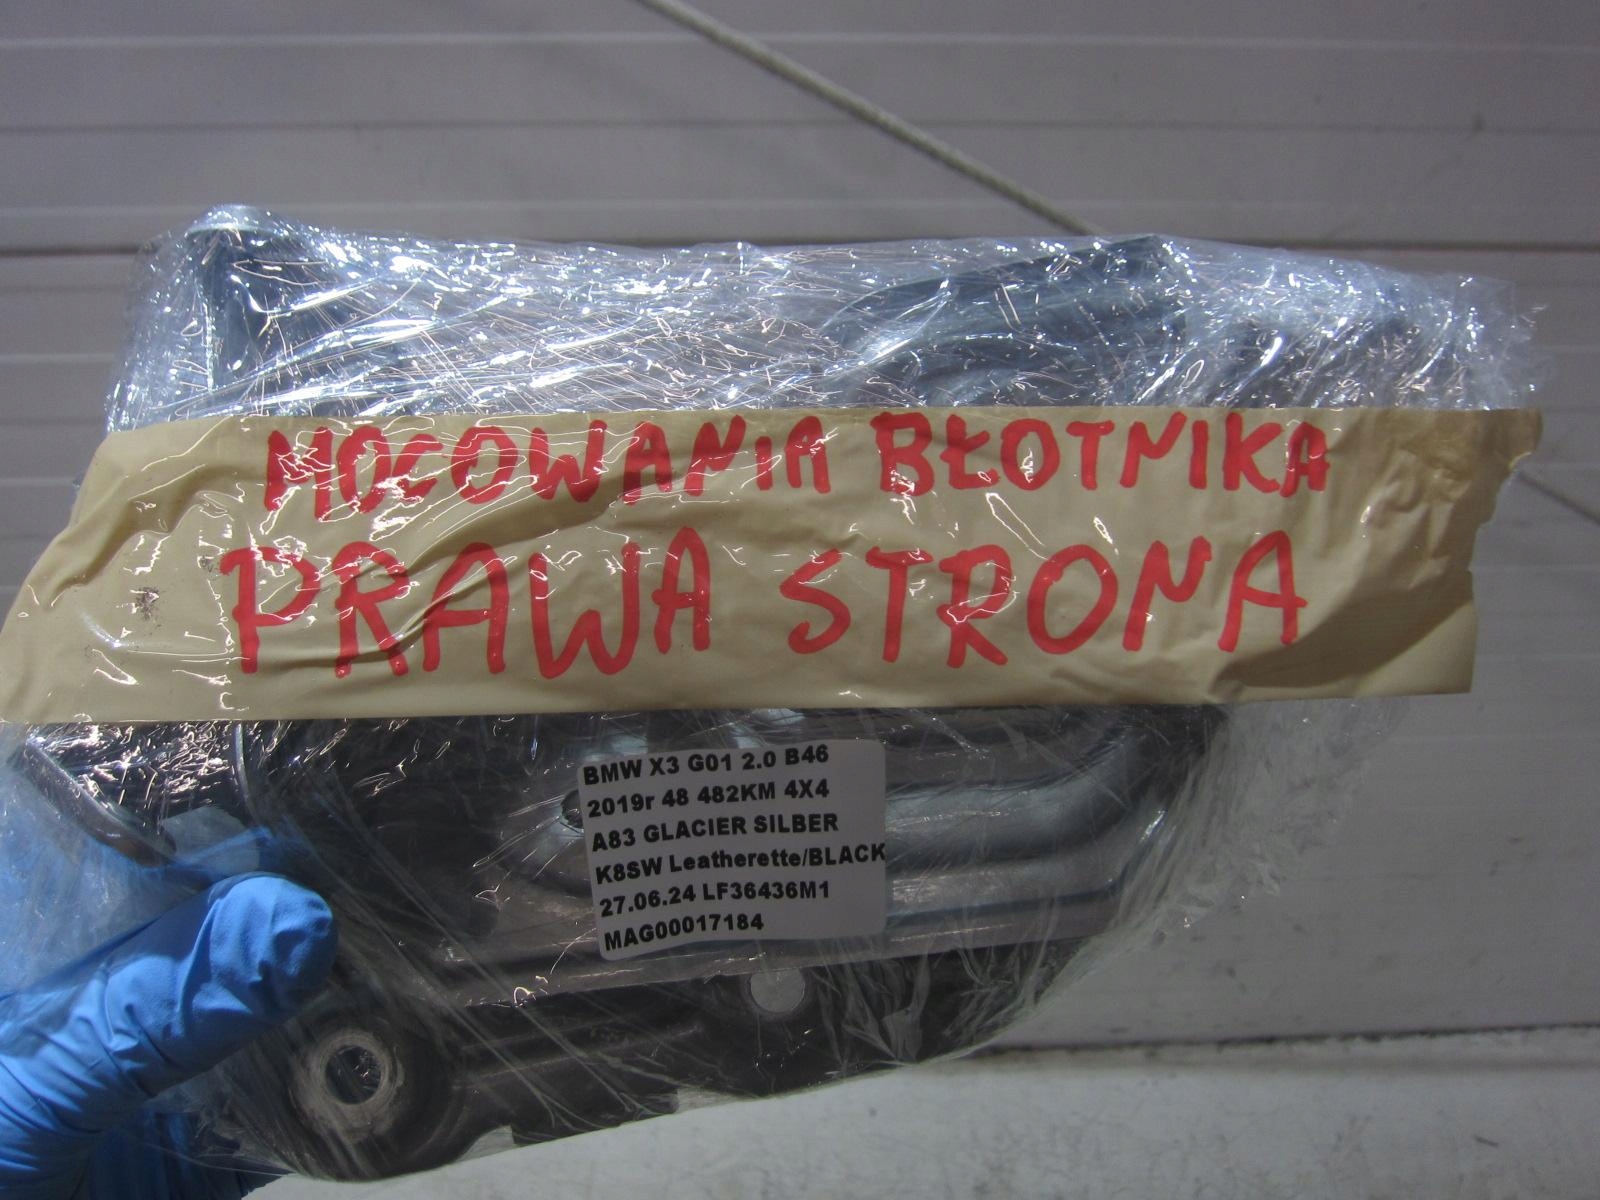 MOCOWANIA BŁOTNIKA
PRAWA STRONA
BMW X3 G01 2.0 B46
2019r 48 482KM 4X4
A83 GLACIER SILBER
K8SW Leatherette/BLACK
27.06.24 LF36436M1
MAG00017184